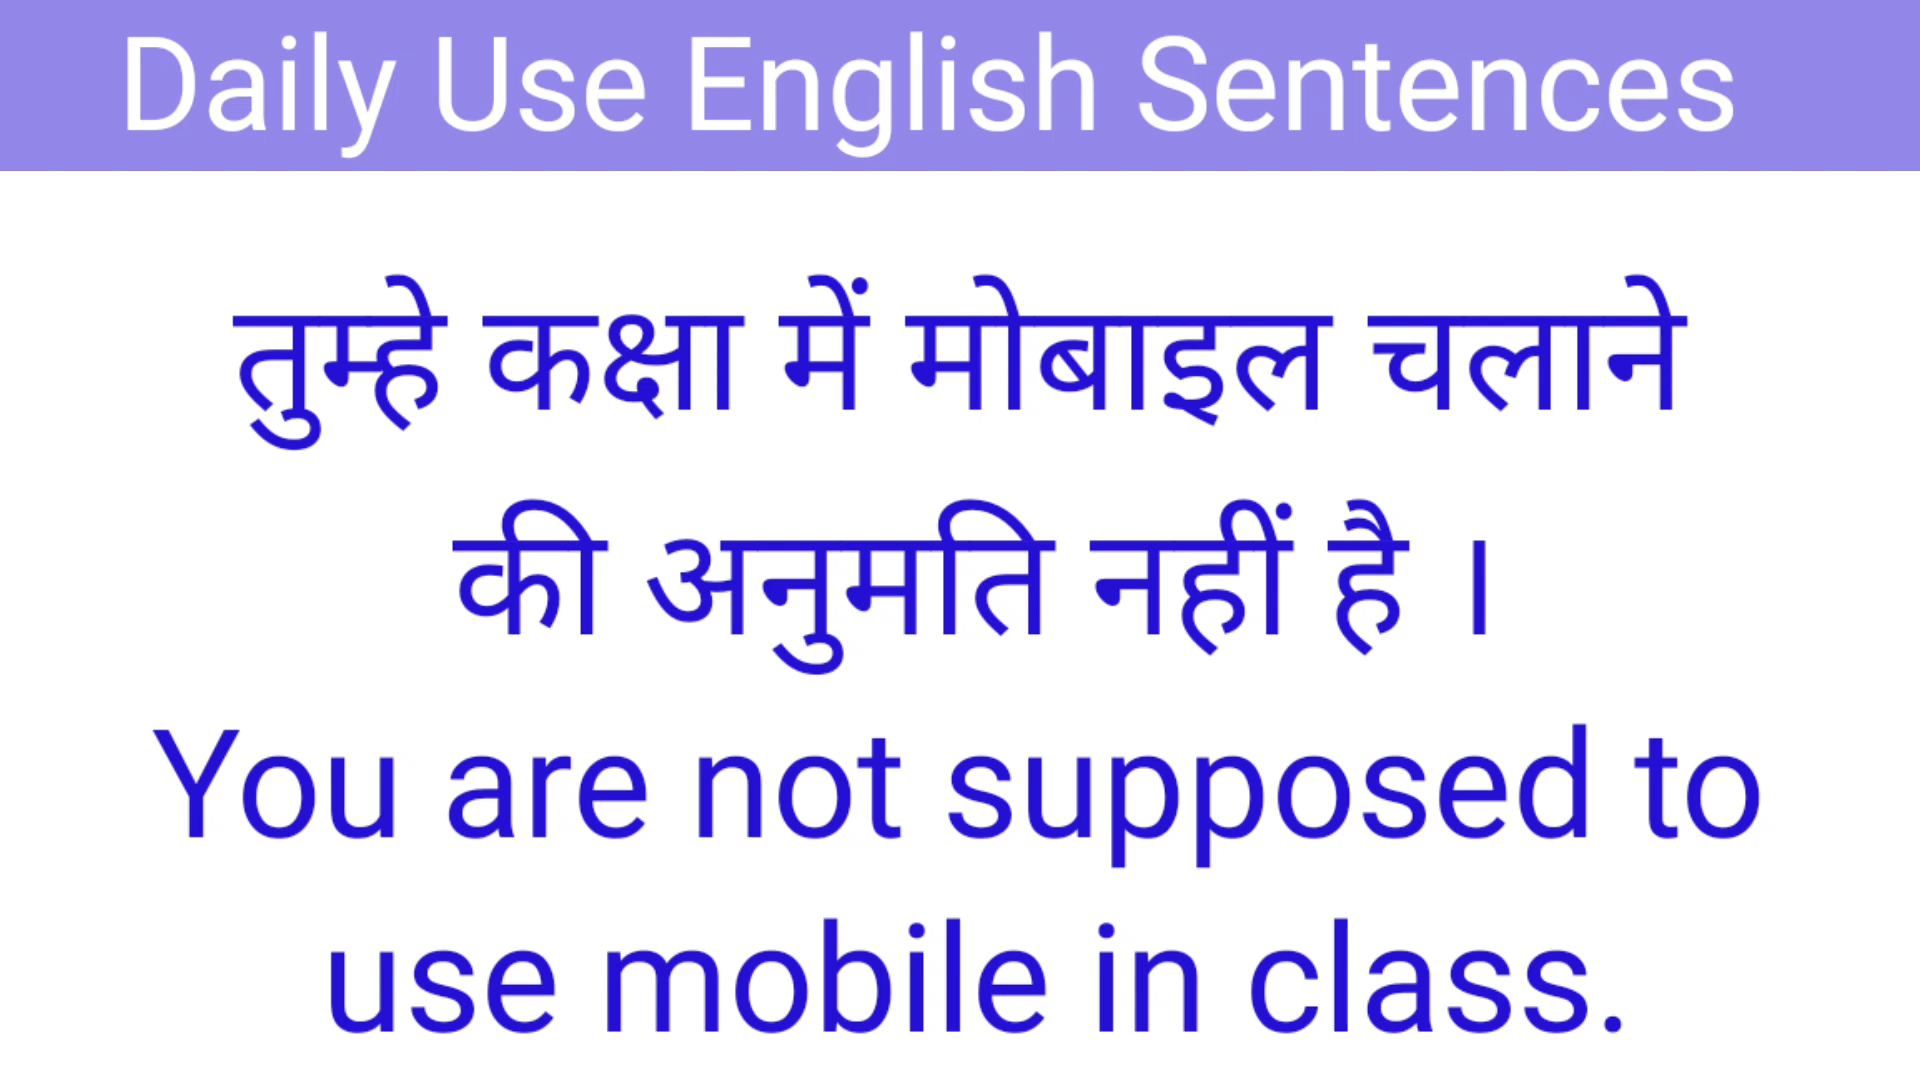 Daily Use English Sentences
तुम्हे कक्षा में मोबाइल चलाने
की अनुमति नहीं है ।
You are not supposed to
use mobile in class.